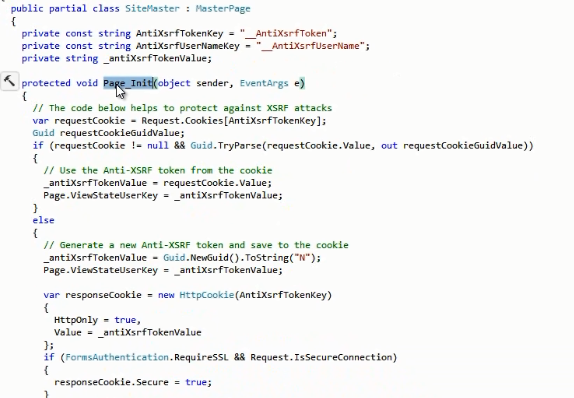 public partial class SiteMaster : MasterPage
{
private const string AntiXsrfTokenKey = "__AntiXsrfToken";
private const string AntiXsrfUserNameKey = "__AntiXsrfUserName";
private string _antiXsrfTokenValue;
protected void Page_Init(object sender, EventArgs e)
{
// The code below helps to protect against XSRF attacks
var requestCookie = Request.Cookies[AntiXsrfTokenKey];
Guid requestCookieGuidValue;
if (requestCookie != null && Guid.TryParse(requestCookie.Value, out requestCookieGuidValue))
{
// Use the Anti-XSRF token from the cookie
_antiXsrfTokenValue = requestCookie.Value;
Page.ViewStateUserKey = _antiXsrfTokenValue;
}
else
{
// Generate a new Anti-XSRF token and save to the cookie
_antiXsrfTokenValue = Guid.NewGuid().ToString("N");
Page.ViewStateUserKey = _antiXsrfTokenValue;
var responseCookie = new HttpCookie(AntiXsrfTokenKey)
{
HttpOnly = true,
Value = _antiXsrfTokenValue
};
if (FormsAuthentication.RequireSSL && Request.IsSecureConnection)
{
responseCookie.Secure = true;
}